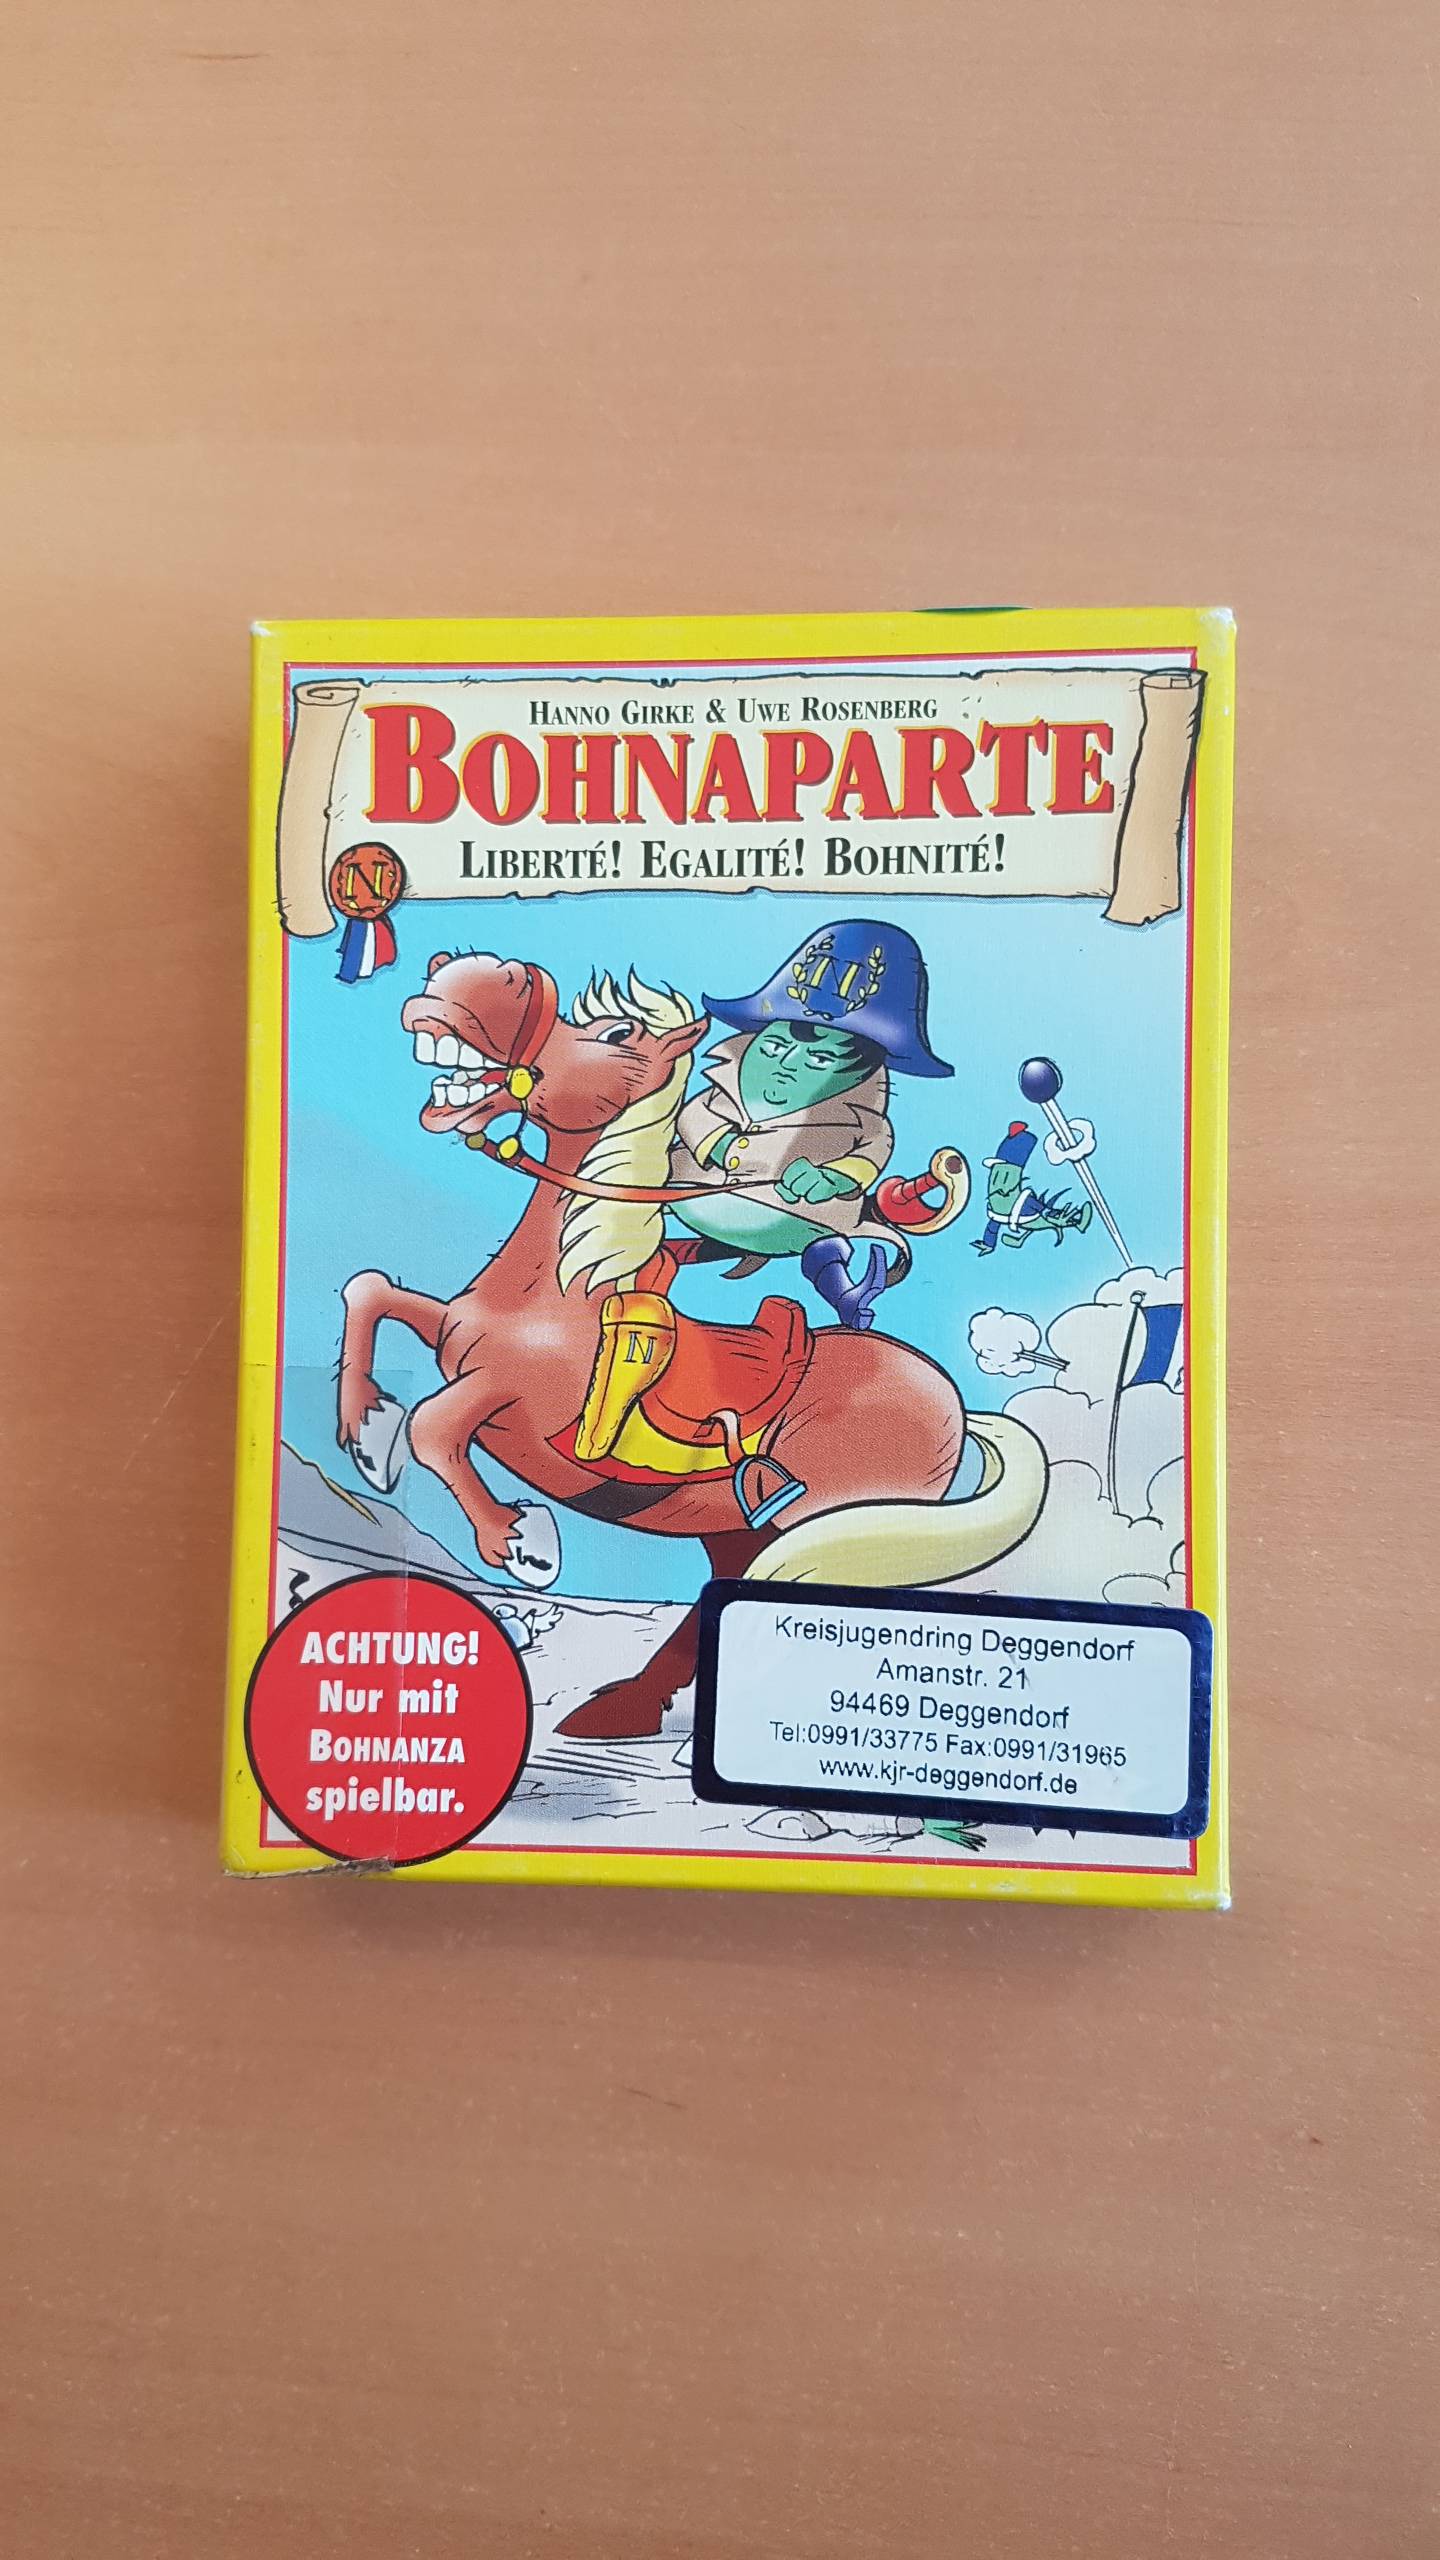 HANNO GIRKE & UWE ROSENBERG
BOHNAPARTE
LIBERTÉ! EGALITÉ! BOHNITÉ!
N
N
N
ACHTUNG!
Nur mit
BOHNANZA
spielbar.
Kreisjugendring Deggendorf
Amanstr. 21
94469 Deggendorf
Tel:0991/33775 Fax:0991/31965
www.kjr-deggendorf.de